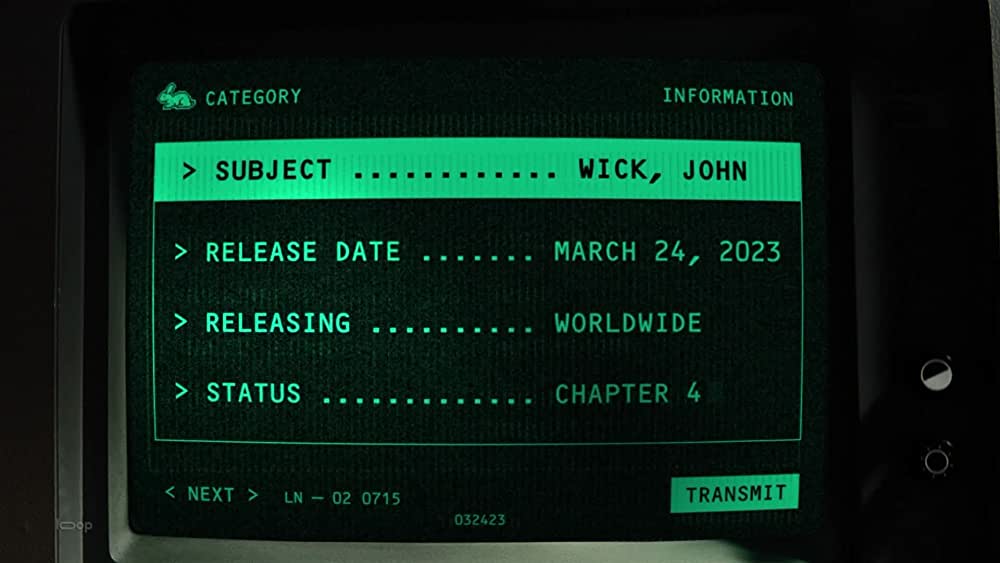 CATEGORY INFORMATION
> SUBJECT ............ WICK, JOHN
> RELEASE DATE ....... MARCH 24, 2023
> RELEASING .......... WORLDWIDE
> STATUS ............. CHAPTER 4
< NEXT > LN — 02 0715 TRANSMIT
032423
loop